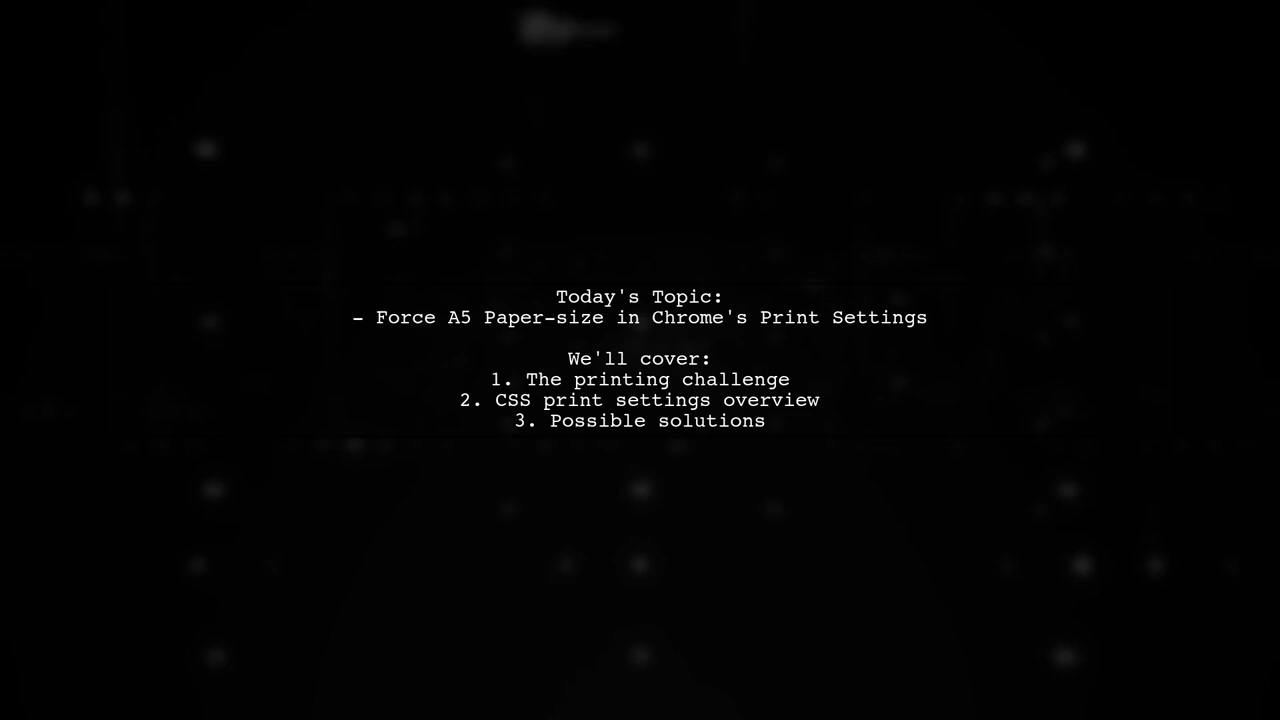 Today's Topic:
- Force A5 Paper-size in Chrome's Print Settings
We'll cover:
1. The printing challenge
2. CSS print settings overview
3. Possible solutions